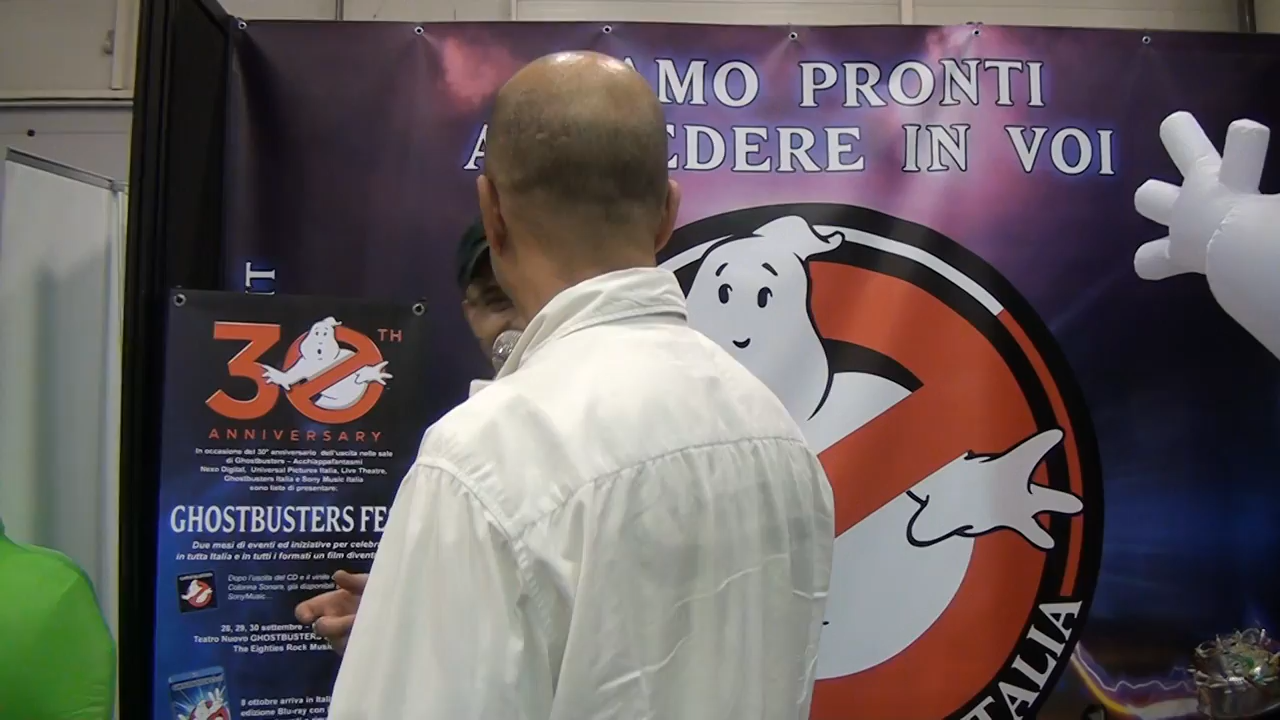 AMO PRONTI
A EDERE IN VOI
IT
30TH
ANNIVERSARY
In occasione del 30° anniversario dell'uscita nelle sale
di Ghostbusters – Acchiappafantasmi
Nexo Digital, Universal Pictures Italia, Live Theatre,
Ghostbusters Italia e Sony Music Italia
sono lieto di presentare:
GHOSTBUSTERS FE
Due mesi di eventi ed iniziative per celebr
in tutta Italia e in tutti i formati un film divent
Dopo l'uscita del CD e il vinile
Colonna Sonora, già disponibil
SonyMusic...
28, 29, 30 settembre –
Teatro Nuovo GHOSTBUSTERS
The Eighties Rock Music
8 ottobre arriva in Itali
edizione Blu-ray con
ITALIA